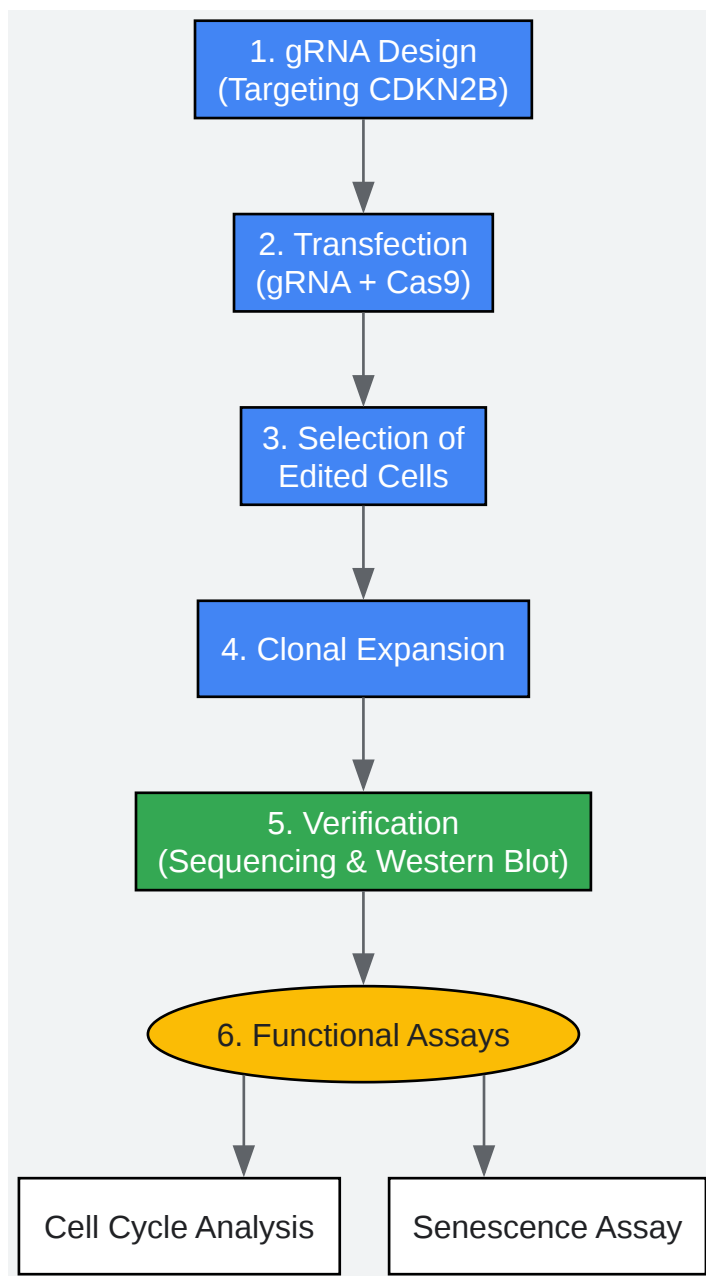 1. gRNA Design
(Targeting CDKN2B)
2. Transfection
(gRNA + Cas9)
3. Selection of
Edited Cells
4. Clonal Expansion
5. Verification
(Sequencing & Western Blot)
6. Functional Assays
Cell Cycle Analysis
Senescence Assay